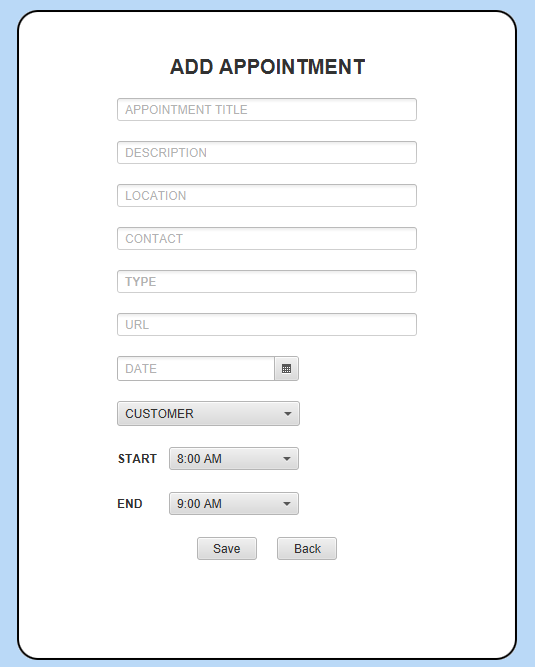 ADD APPOINTMENT
APPOINTMENT TITLE
DESCRIPTION
LOCATION
CONTACT
TYPE
URL
DATE
CUSTOMER
START 8:00 AM
END 9:00 AM
Save Back